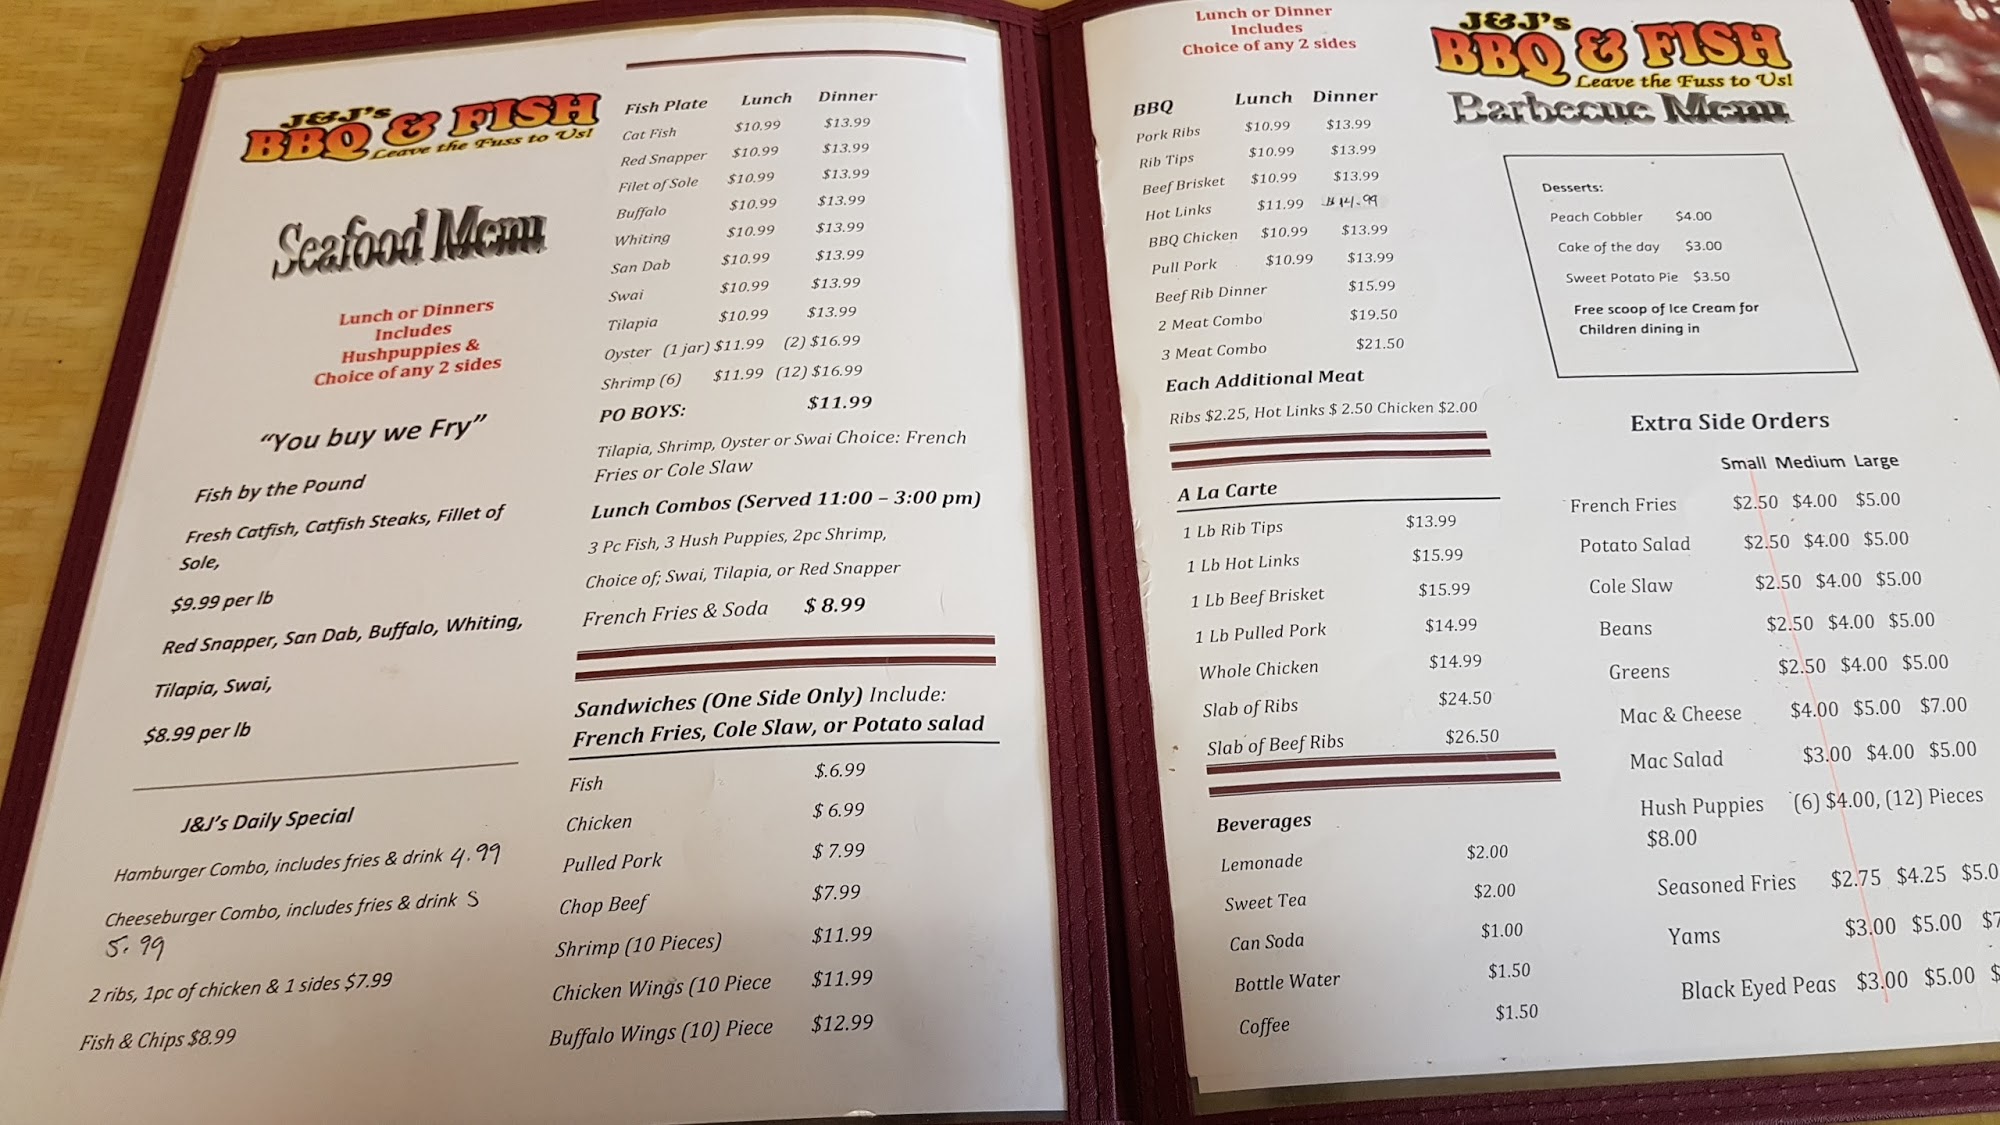 J&J's
BBQ & FISH
Leave the Fuss to Us!
Seafood Menu
Lunch or Dinners
Includes
Hushpuppies &
Choice of any 2 sides
"You buy we Fry"
Fish by the Pound
Fresh Catfish, Catfish Steaks, Fillet of
Sole,
$9.99 per lb
Red Snapper, San Dab, Buffalo, Whiting,
Tilapia, Swai,
$8.99 per lb
J&J's Daily Special
Hamburger Combo, includes fries & drink 4.99
Cheeseburger Combo, includes fries & drink S
5.99
2 ribs, 1pc of chicken & 1 sides $7.99
Fish & Chips $8.99
Fish Plate Lunch Dinner
Cat Fish $10.99 $13.99
Red Snapper $10.99 $13.99
Filet of Sole $10.99 $13.99
Buffalo $10.99 $13.99
Whiting $10.99 $13.99
San Dab $10.99 $13.99
Swai $10.99 $13.99
Tilapia $10.99 $13.99
Oyster (1 jar) $11.99 (2) $16.99
Shrimp (6) $11.99 (12) $16.99
PO BOYS: $11.99
Tilapia, Shrimp, Oyster or Swai Choice: French
Fries or Cole Slaw
Lunch Combos (Served 11:00 – 3:00 pm)
3 Pc Fish, 3 Hush Puppies, 2pc Shrimp,
Choice of; Swai, Tilapia, or Red Snapper
French Fries & Soda $ 8.99
Sandwiches (One Side Only) Include:
French Fries, Cole Slaw, or Potato salad
Fish $.6.99
Chicken $ 6.99
Pulled Pork $ 7.99
Chop Beef $7.99
Shrimp (10 Pieces) $11.99
Chicken Wings (10 Piece $11.99
Buffalo Wings (10) Piece $12.99
Lunch or Dinner
Includes
Choice of any 2 sides
BBQ Lunch Dinner
Pork Ribs $10.99 $13.99
Rib Tips $10.99 $13.99
Beef Brisket $10.99 $13.99
Hot Links $11.99 $14.99
BBQ Chicken $10.99 $13.99
Pull Pork $10.99 $13.99
Beef Rib Dinner $15.99
2 Meat Combo $19.50
3 Meat Combo $21.50
Each Additional Meat
Ribs $2.25, Hot Links $ 2.50 Chicken $2.00
A La Carte
1 Lb Rib Tips $13.99
1 Lb Hot Links $15.99
1 Lb Beef Brisket $15.99
1 Lb Pulled Pork $14.99
Whole Chicken $14.99
Slab of Ribs $24.50
Slab of Beef Ribs $26.50
Beverages
Lemonade $2.00
Sweet Tea $2.00
Can Soda $1.00
Bottle Water $1.50
Coffee $1.50
J&J's
BBQ & FISH
Leave the Fuss to Us!
Barbecue Menu
Desserts:
Peach Cobbler $4.00
Cake of the day $3.00
Sweet Potato Pie $3.50
Free scoop of Ice Cream for
Children dining in
Extra Side Orders
Small Medium Large
French Fries $2.50 $4.00 $5.00
Potato Salad $2.50 $4.00 $5.00
Cole Slaw $2.50 $4.00 $5.00
Beans $2.50 $4.00 $5.00
Greens $2.50 $4.00 $5.00
Mac & Cheese $4.00 $5.00 $7.00
Mac Salad $3.00 $4.00 $5.00
Hush Puppies (6) $4.00, (12) Pieces
$8.00
Seasoned Fries $2.75 $4.25 $5.0
Yams $3.00 $5.00 $7
Black Eyed Peas $3.00 $5.00 $